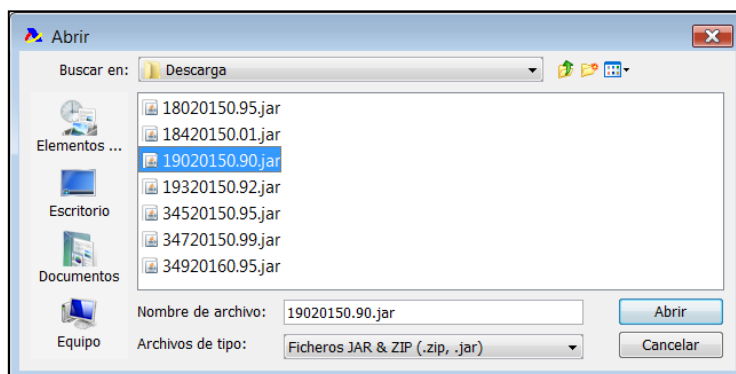 Abrir
Buscar en: Descarga
Elementos ...
Escritorio
Documentos
Equipo
18020150.95.jar
18420150.01.jar
19020150.90.jar
19320150.92.jar
34520150.95.jar
34720150.99.jar
34920160.95.jar
Nombre de archivo: 19020150.90.jar Abrir
Archivos de tipo: Ficheros JAR & ZIP (.zip, .jar) Cancelar